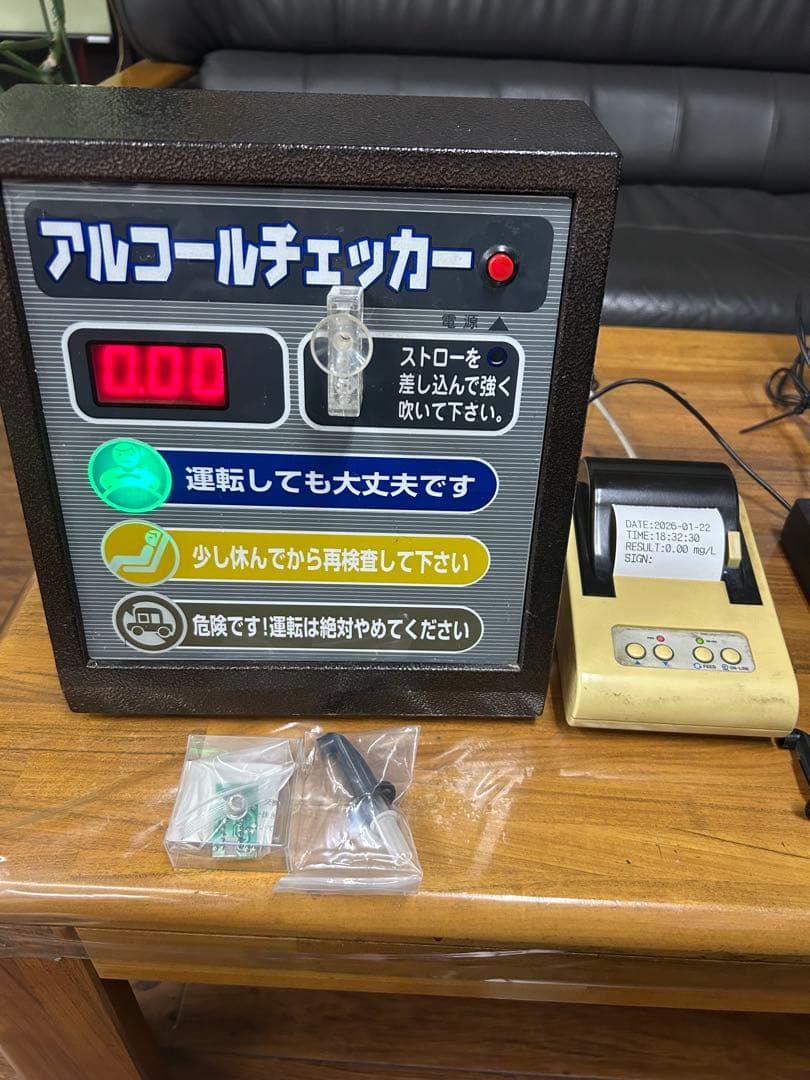 アルコールチェッカー
電源 ▲
0.00
ストローを
差し込んで強く
吹いて下さい。
運転しても大丈夫です
少し休んでから再検査して下さい
危険です!運転は絶対やめてください
DATE:2026-01-22
TIME:18:32:30
RESULT:0.00 mg/L
SIGN:
FEED
ON-LINE